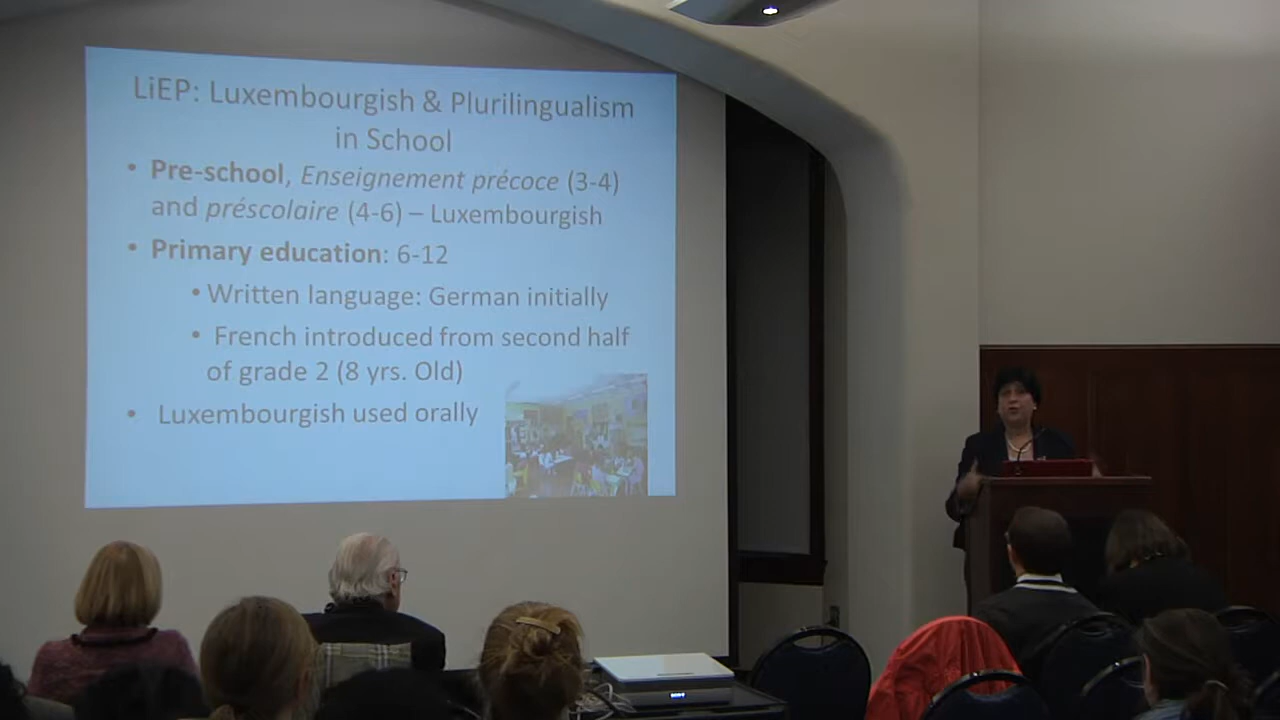 LiEP: Luxembourgish & Plurilingualism
in School
• Pre-school, Enseignement précoce (3-4)
and préscolaire (4-6) – Luxembourgish
• Primary education: 6-12
• Written language: German initially
• French introduced from second half
of grade 2 (8 yrs. Old)
• Luxembourgish used orally